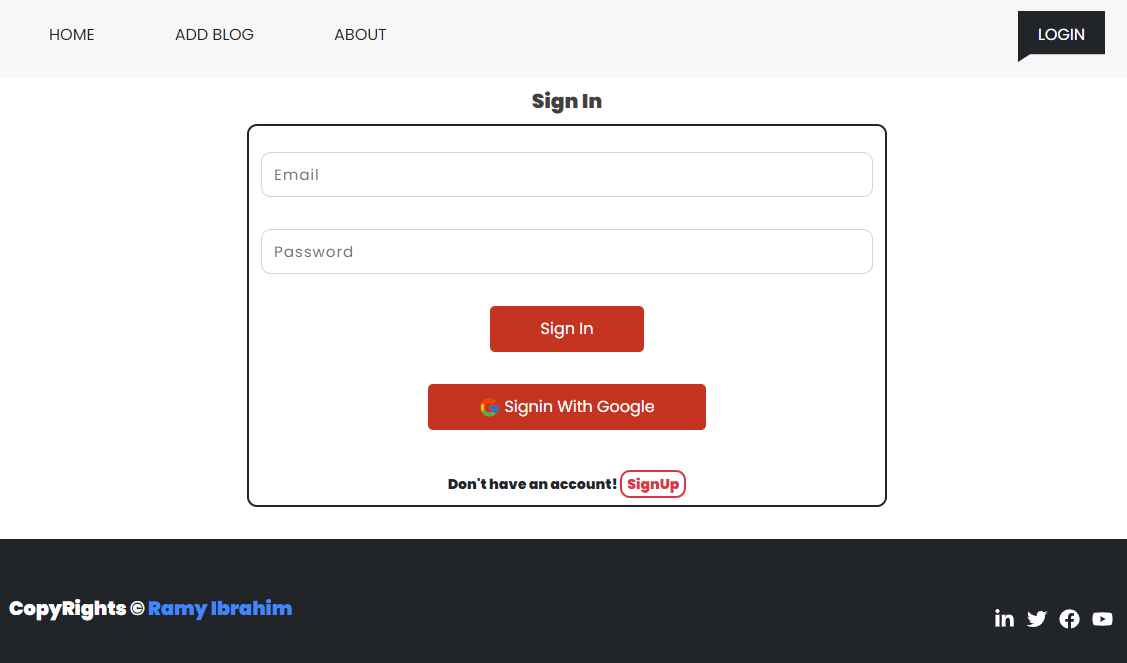 HOME ADD BLOG ABOUT LOGIN
Sign In
Email
Password
Sign In
Signin With Google
Don't have an account! SignUp
CopyRights © Ramy Ibrahim